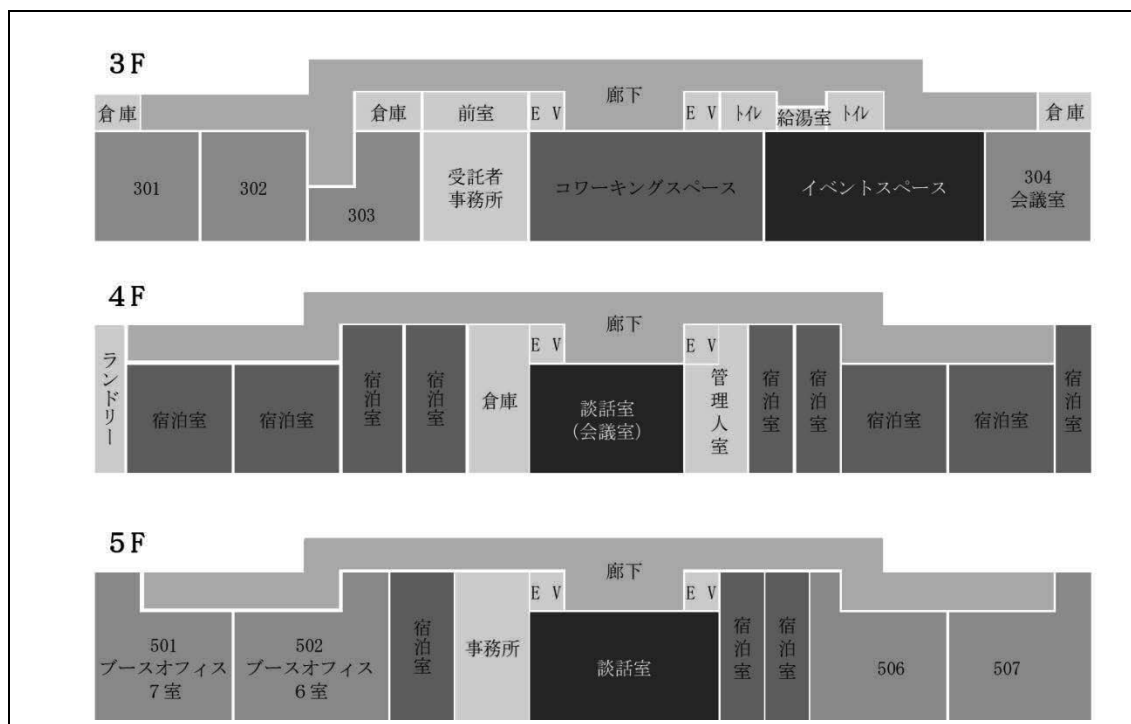 3F
廊下
倉庫
倉庫
前室
EV
EV
トイレ
給湯室
トイレ
倉庫
301
302
303
受託者
事務所
コワーキングスペース
イベントスペース
304
会議室
4F
廊下
ランドリー
宿泊室
宿泊室
宿泊室
宿泊室
倉庫
EV
談話室
(会議室)
EV
管理人室
宿泊室
宿泊室
宿泊室
宿泊室
宿泊室
5F
廊下
501
ブースオフィス
7室
502
ブースオフィス
6室
宿泊室
事務所
EV
談話室
EV
宿泊室
宿泊室
506
507